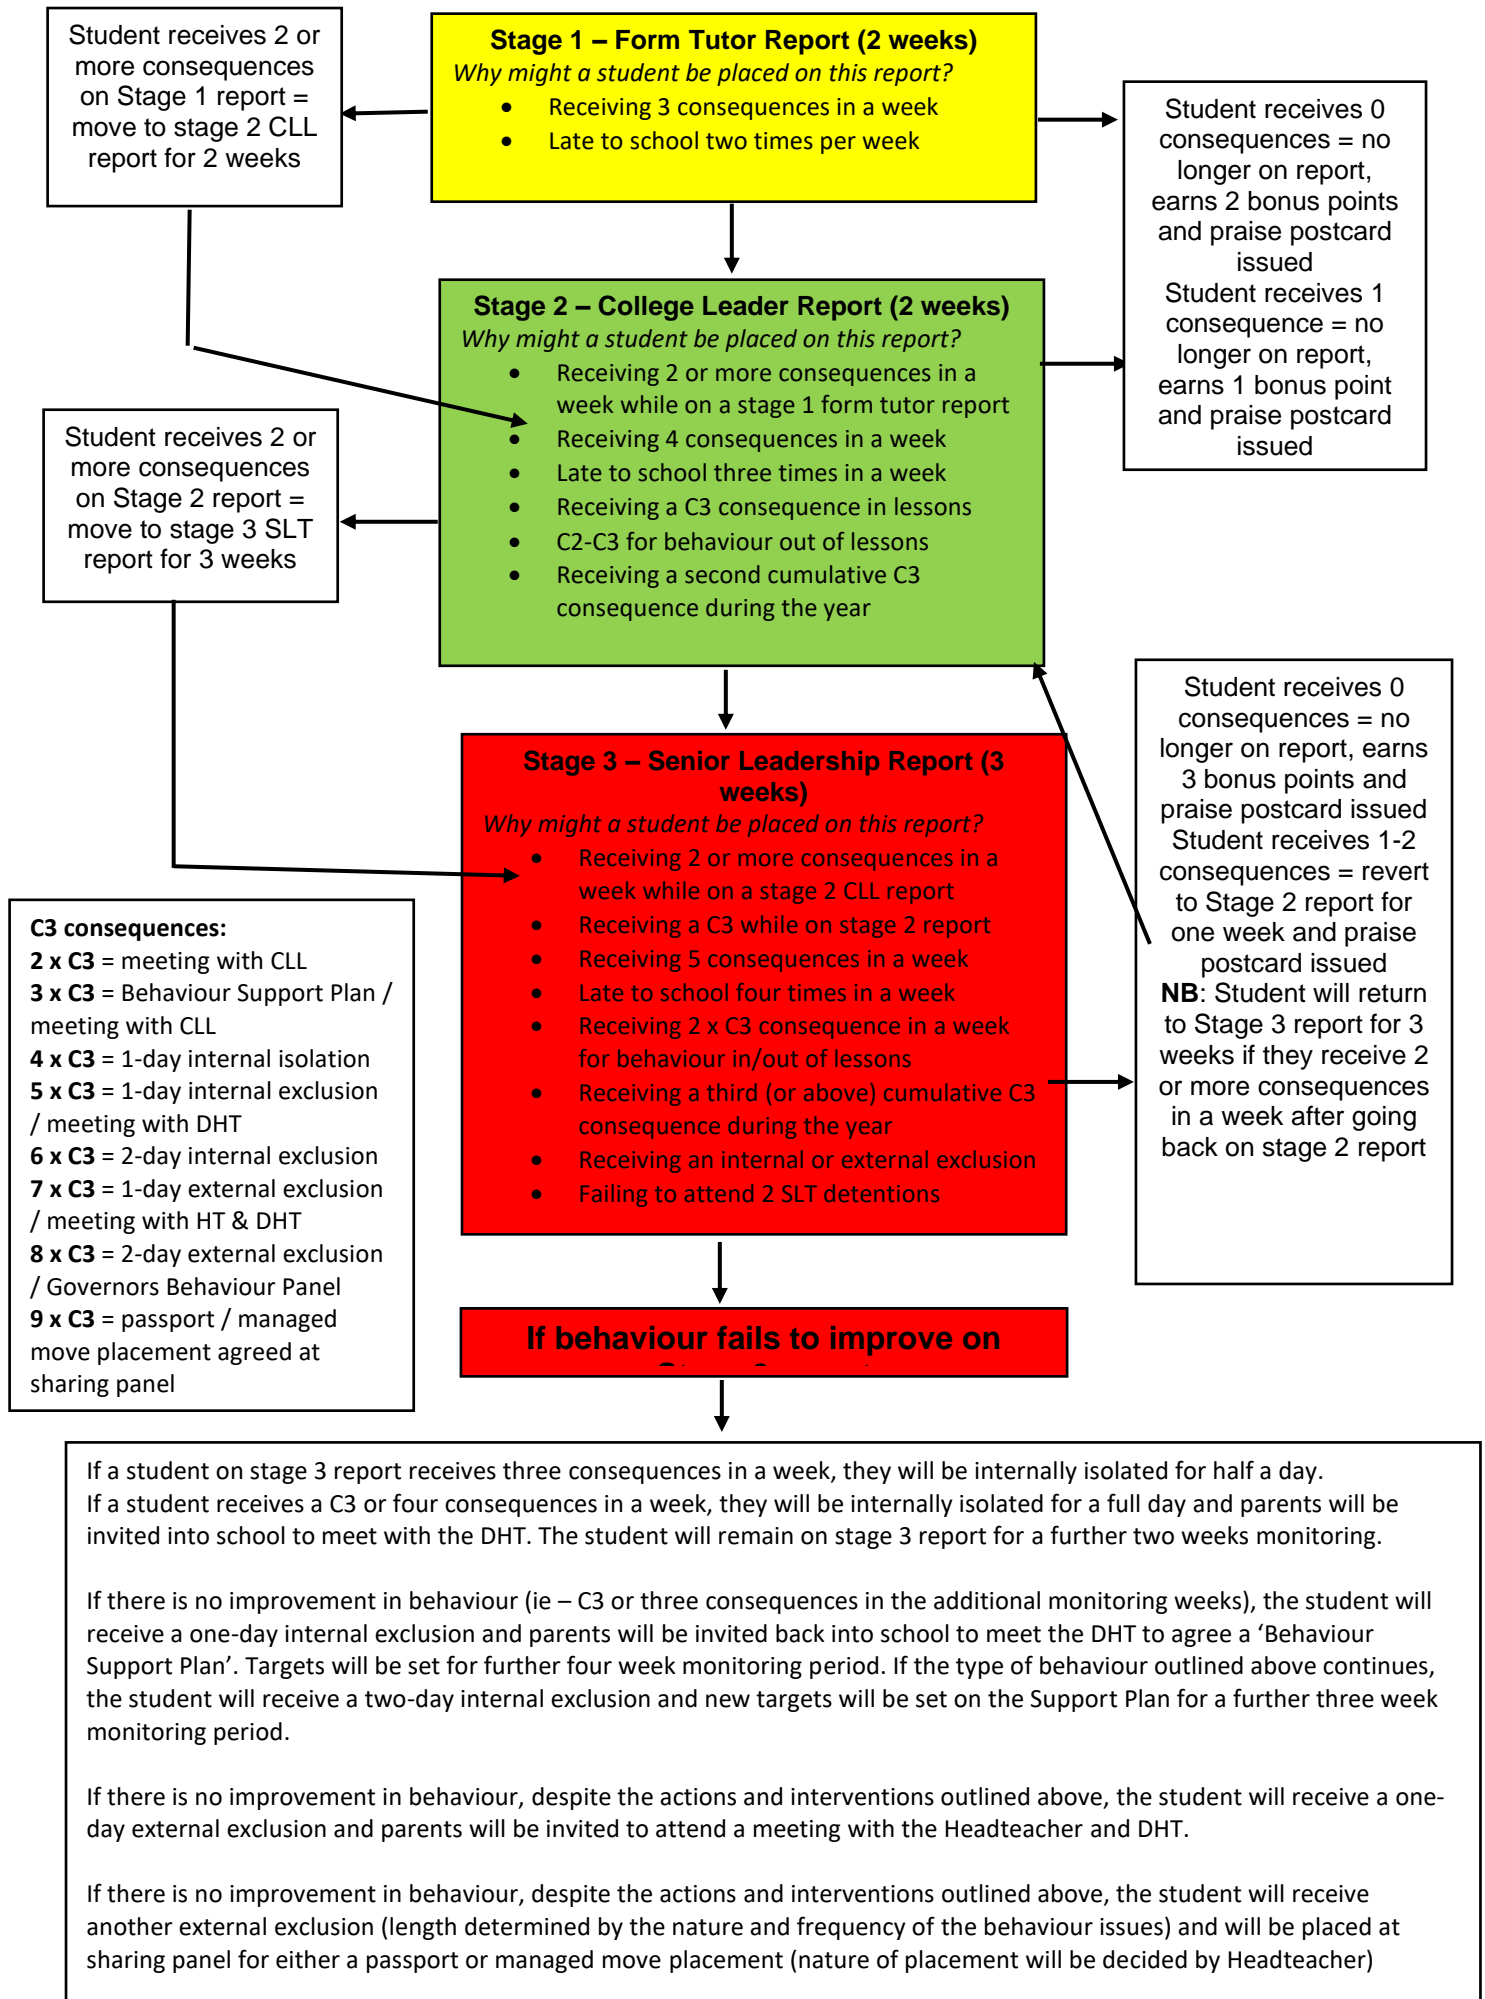 Student receives 2 or
more consequences
on Stage 1 report =
move to stage 2 CLL
report for 2 weeks
Stage 1 – Form Tutor Report (2 weeks)
Why might a student be placed on this report?
• Receiving 3 consequences in a week
• Late to school two times per week
Student receives 0
consequences = no
longer on report,
earns 2 bonus points
and praise postcard
issued
Student receives 1
consequence = no
longer on report,
earns 1 bonus point
and praise postcard
issued
Stage 2 – College Leader Report (2 weeks)
Why might a student be placed on this report?
• Receiving 2 or more consequences in a
week while on a stage 1 form tutor report
• Receiving 4 consequences in a week
• Late to school three times in a week
• Receiving a C3 consequence in lessons
• C2-C3 for behaviour out of lessons
• Receiving a second cumulative C3
consequence during the year
Student receives 2 or
more consequences
on Stage 2 report =
move to stage 3 SLT
report for 3 weeks
Stage 3 – Senior Leadership Report (3
weeks)
Why might a student be placed on this report?
• Receiving 2 or more consequences in a
week while on a stage 2 CLL report
• Receiving a C3 while on stage 2 report
• Receiving 5 consequences in a week
• Late to school four times in a week
• Receiving 2 x C3 consequence in a week
for behaviour in/out of lessons
• Receiving a third (or above) cumulative C3
consequence during the year
• Receiving an internal or external exclusion
• Failing to attend 2 SLT detentions
Student receives 0
consequences = no
longer on report, earns
3 bonus points and
praise postcard issued
Student receives 1-2
consequences = revert
to Stage 2 report for
one week and praise
postcard issued
NB: Student will return
to Stage 3 report for 3
weeks if they receive 2
or more consequences
in a week after going
back on stage 2 report
C3 consequences:
2 x C3 = meeting with CLL
3 x C3 = Behaviour Support Plan /
meeting with CLL
4 x C3 = 1-day internal isolation
5 x C3 = 1-day internal exclusion
/ meeting with DHT
6 x C3 = 2-day internal exclusion
7 x C3 = 1-day external exclusion
/ meeting with HT & DHT
8 x C3 = 2-day external exclusion
/ Governors Behaviour Panel
9 x C3 = passport / managed
move placement agreed at
sharing panel
If behaviour fails to improve on
If a student on stage 3 report receives three consequences in a week, they will be internally isolated for half a day.
If a student receives a C3 or four consequences in a week, they will be internally isolated for a full day and parents will be
invited into school to meet with the DHT. The student will remain on stage 3 report for a further two weeks monitoring.
If there is no improvement in behaviour (ie – C3 or three consequences in the additional monitoring weeks), the student will
receive a one-day internal exclusion and parents will be invited back into school to meet the DHT to agree a ‘Behaviour
Support Plan’. Targets will be set for further four week monitoring period. If the type of behaviour outlined above continues,
the student will receive a two-day internal exclusion and new targets will be set on the Support Plan for a further three week
monitoring period.
If there is no improvement in behaviour, despite the actions and interventions outlined above, the student will receive a one-
day external exclusion and parents will be invited to attend a meeting with the Headteacher and DHT.
If there is no improvement in behaviour, despite the actions and interventions outlined above, the student will receive
another external exclusion (length determined by the nature and frequency of the behaviour issues) and will be placed at
sharing panel for either a passport or managed move placement (nature of placement will be decided by Headteacher)